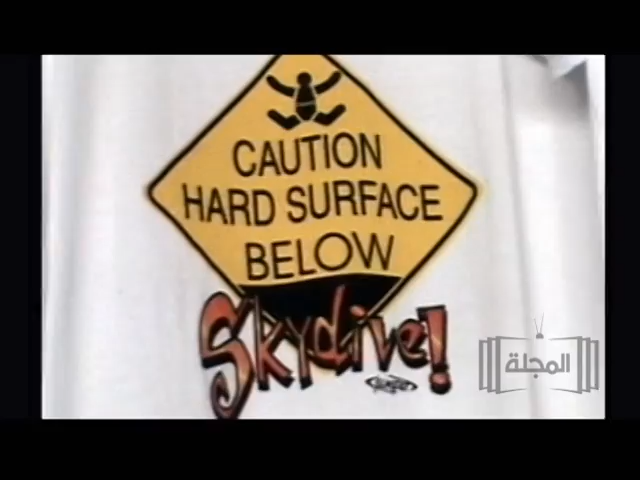 CAUTION
HARD SURFACE
BELOW
Skydive!
المجلة